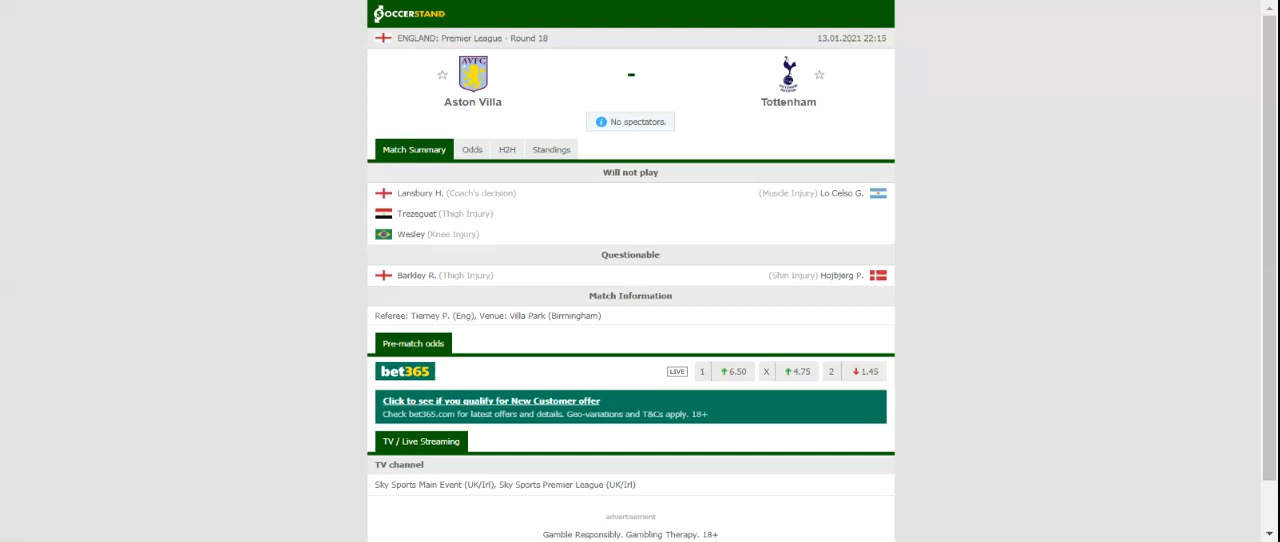 SOCCERSTAND
ENGLAND: Premier League - Round 18 13.01.2021 22:15
AVFC
-
Aston Villa Tottenham
No spectators.
Match Summary Odds H2H Standings
Will not play
Lansbury H. (Coach's decision) (Muscle Injury) Lo Celso G.
Trezeguet (Thigh Injury)
Wesley (Knee Injury)
Questionable
Barkley R. (Thigh Injury) (Shin Injury) Hojbjerg P.
Match Information
Referee: Tierney P. (Eng), Venue: Villa Park (Birmingham)
Pre-match odds
bet365 LIVE 1 6.50 X 4.75 2 1.45
Click to see if you qualify for New Customer offer
Check bet365.com for latest offers and details. Geo-variations and T&Cs apply. 18+
TV / Live Streaming
TV channel
Sky Sports Main Event (UK/Irl), Sky Sports Premier League (UK/Irl)
advertisement
Gamble Responsibly. Gambling Therapy. 18+